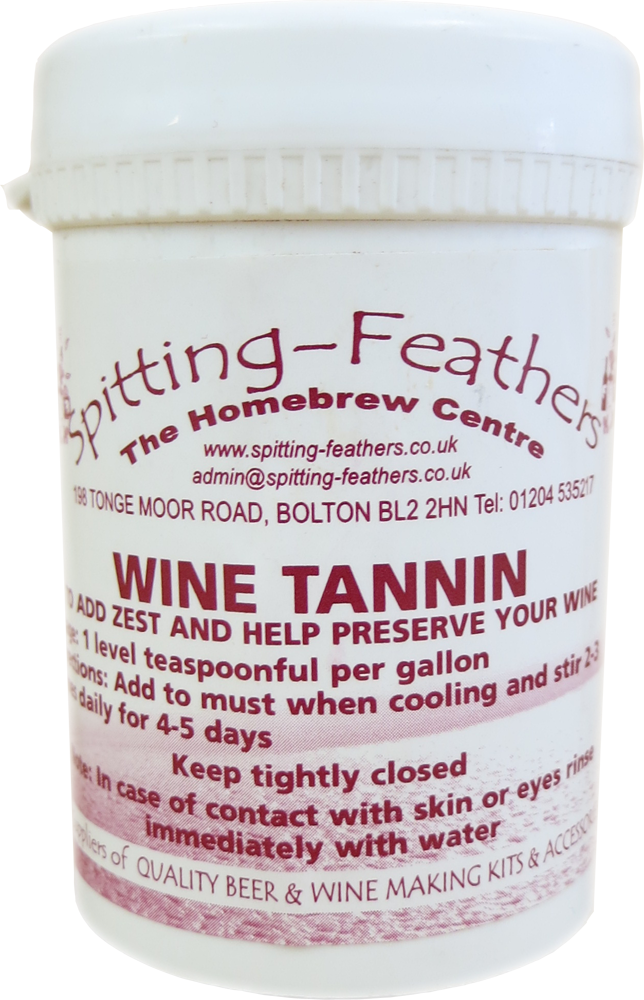 Spitting-Feathers
The Homebrew Centre
www.spitting-feathers.co.uk
admin@spitting-feathers.co.uk
198 TONGE MOOR ROAD, BOLTON BL2 2HN Tel: 01204 535217
WINE TANNIN
ADD ZEST AND HELP PRESERVE YOUR WINE
1 level teaspoonful per gallon
Add to must when cooling and stir 2-3
daily for 4-5 days
Keep tightly closed
In case of contact with skin or eyes rinse
immediately with water
of QUALITY BEER & WINE MAKING KITS &